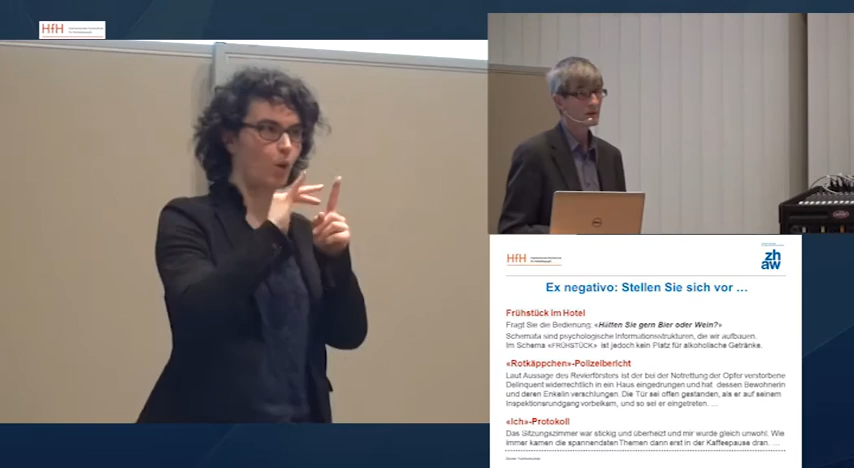 HfH
HfH
zh
aw
Ex negativo: Stellen Sie sich vor …
Frühstück im Hotel
Fragt Sie die Bedienung: «Hätten Sie gern Bier oder Wein?»
Schemata sind psychologische Informationsstrukturen, die wir aufbauen.
Im Schema «FRÜHSTÜCK» ist jedoch kein Platz für alkoholische Getränke.
«Rotkäppchen»-Polizeibericht
Laut Aussage des Revierförsters ist der bei der Notrettung der Opfer verstorbene
Delinquent widerrechtlich in ein Haus eingedrungen und hat dessen Bewohnerin
und deren Enkelin verschlungen. Die Tür sei offen gestanden, als er auf seinem
Inspektionsrundgang vorbeikam, und so sei er eingetreten. …
«Ich»-Protokoll
Das Sitzungszimmer war stickig und überheizt und mir wurde gleich unwohl. Wie
immer kamen die spannendsten Themen dann erst in der Kaffeepause dran. …